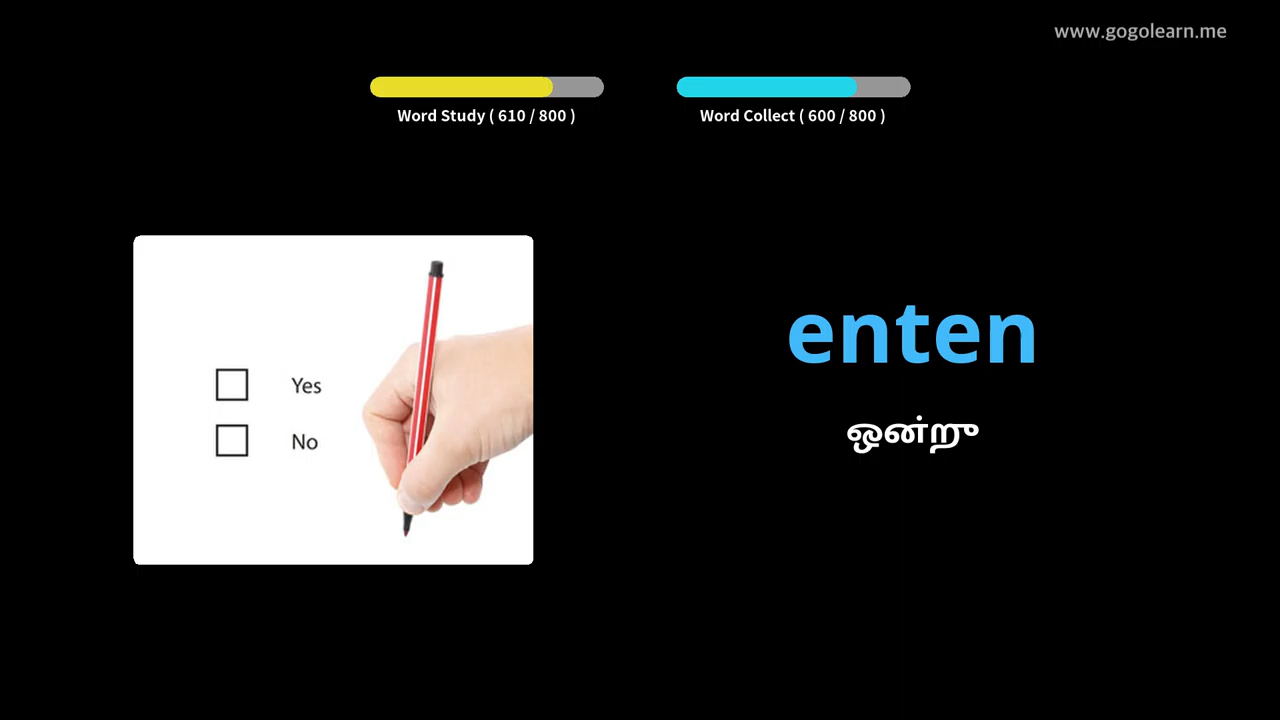 www.gogolearn.me
Word Study ( 610 / 800 )
Word Collect ( 600 / 800 )
enten
ஒன்று
Yes
No